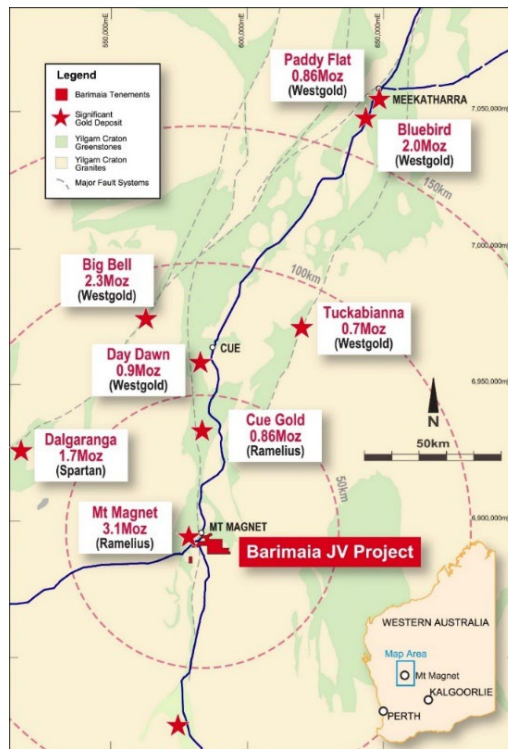 550,000mE
600,000mE
650,000mE
Legend
Barimaia Tenements
Significant
Gold Deposit
Yilgarn Craton
Greenstones
Yilgarn Craton
Granites
Major Fault Systems
Paddy Flat
0.86Moz
(Westgold)
MEEKATHARRA
7,050,000mN
Bluebird
2.0Moz
(Westgold)
150km
7,000,000mN
100km
Big Bell
2.3Moz
(Westgold)
Tuckabianna
0.7Moz
(Westgold)
CUE
Day Dawn
0.9Moz
(Westgold)
6,950,000mN
N
50km
Cue Gold
0.86Moz
(Ramelius)
Dalgaranga
1.7Moz
(Spartan)
50km
Mt Magnet
3.1Moz
(Ramelius)
MT MAGNET
6,900,000mN
Barimaia JV Project
WESTERN AUSTRALIA
Map Area
Mt Magnet
KALGOORLIE
PERTH